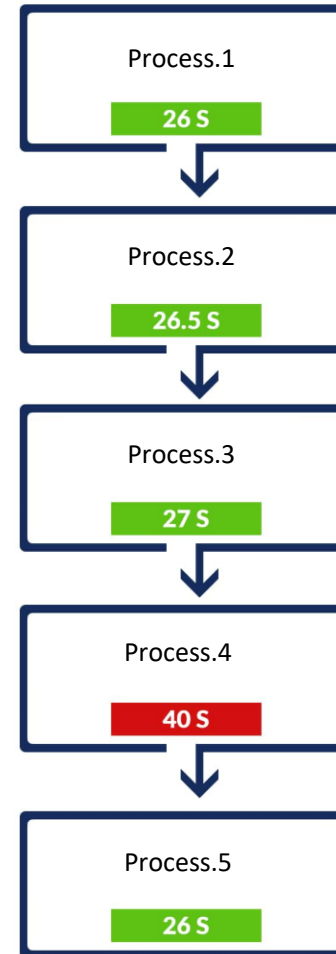 Process.1
26 S
Process.2
26.5 S
Process.3
27 S
Process.4
40 S
Process.5
26 S